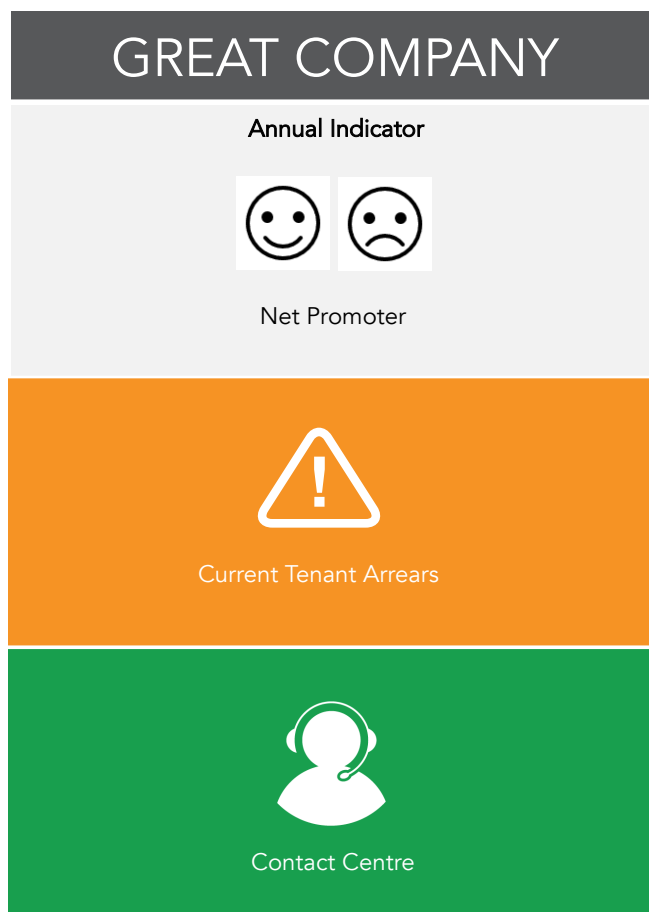 GREAT COMPANY
Annual Indicator
Net Promoter
!
Current Tenant Arrears
Contact Centre